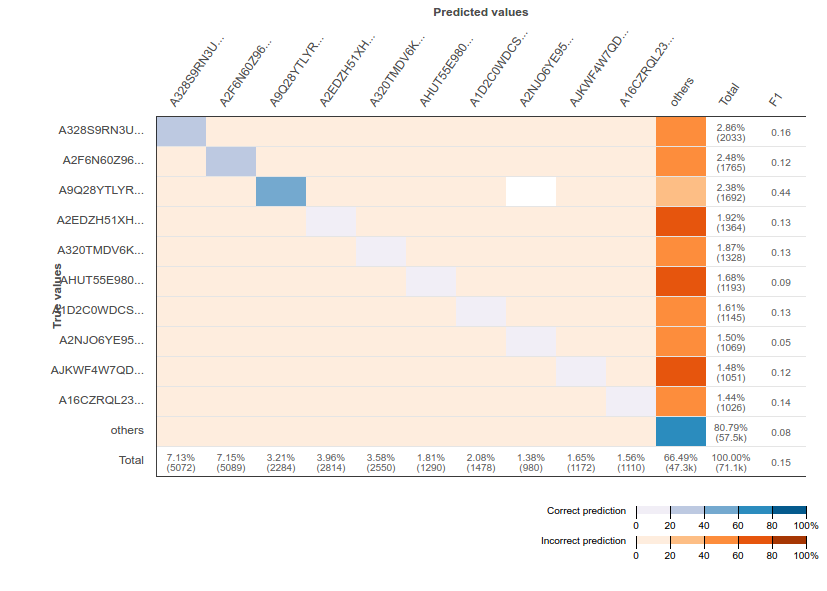 Predicted values
A328S9RN3U...
A2F6N60Z96...
A9Q28YTLYR...
A2EDZH51XH...
A320TMDV6K...
AHUT55E980...
A1D2C0WDCS...
A2NJO6YE95...
AJKWF4W7QD...
A16CZRQL23...
others
Total
F1
True values
A328S9RN3U...
2.86%
(2033)
0.16
A2F6N60Z96...
2.48%
(1765)
0.12
A9Q28YTLYR...
2.38%
(1692)
0.44
A2EDZH51XH...
1.92%
(1364)
0.13
A320TMDV6K...
1.87%
(1328)
0.13
AHUT55E980...
1.68%
(1193)
0.09
A1D2C0WDCS...
1.61%
(1145)
0.13
A2NJO6YE95...
1.50%
(1069)
0.05
AJKWF4W7QD...
1.48%
(1051)
0.12
A16CZRQL23...
1.44%
(1026)
0.14
others
80.79%
(57.5k)
0.08
Total
7.13% 7.15% 3.21% 3.96% 3.58% 1.81% 2.08% 1.38% 1.65% 1.56% 66.49% 100.00%
(5072) (5089) (2284) (2814) (2550) (1290) (1478) (980) (1172) (1110) (47.3k) (71.1k)
0.15
Correct prediction
0 20 40 60 80 100%
Incorrect prediction
0 20 40 60 80 100%